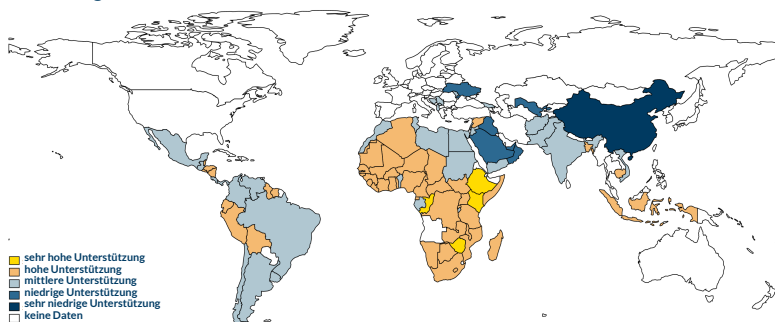 sehr hohe Unterstützung
hohe Unterstützung
mittlere Unterstützung
niedrige Unterstützung
sehr niedrige Unterstützung
keine Daten